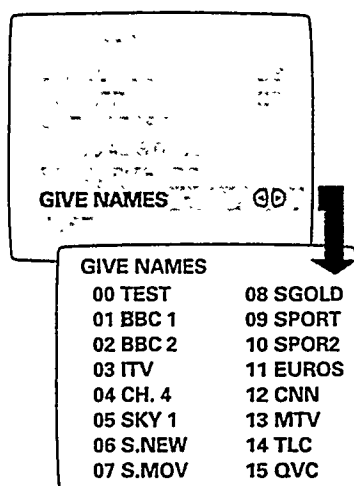 GIVE NAMES
GIVE NAMES
00 TEST
01 BBC 1
02 BBC 2
03 ITV
04 CH. 4
05 SKY 1
06 S.NEW
07 S.MOV
08 SGOLD
09 SPORT
10 SPOR2
11 EUROS
12 CNN
13 MTV
14 TLC
15 QVC